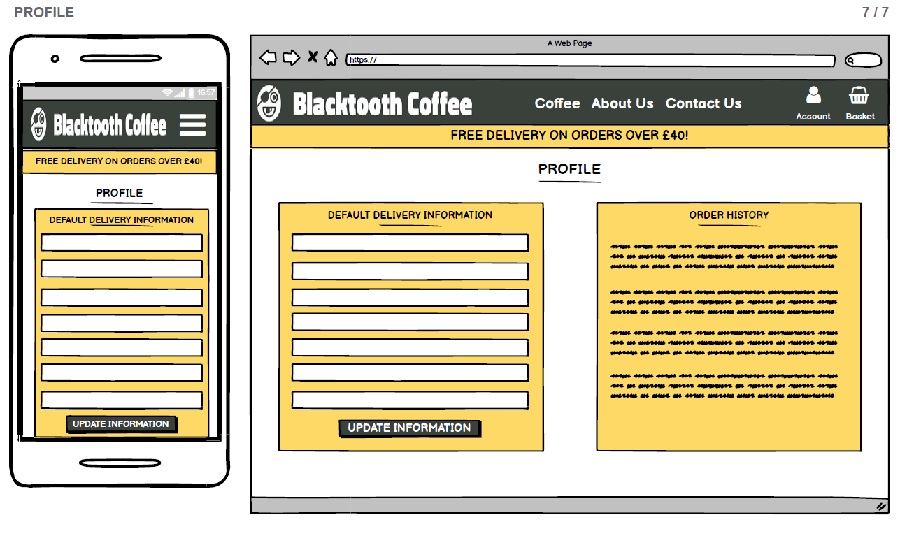 PROFILE
7 / 7
16:57
Blacktooth Coffee
FREE DELIVERY ON ORDERS OVER £40!
PROFILE
DEFAULT DELIVERY INFORMATION
UPDATE INFORMATION
A Web Page
https://
Blacktooth Coffee
Coffee About Us Contact Us
Account Basket
FREE DELIVERY ON ORDERS OVER £40!
PROFILE
DEFAULT DELIVERY INFORMATION
UPDATE INFORMATION
ORDER HISTORY